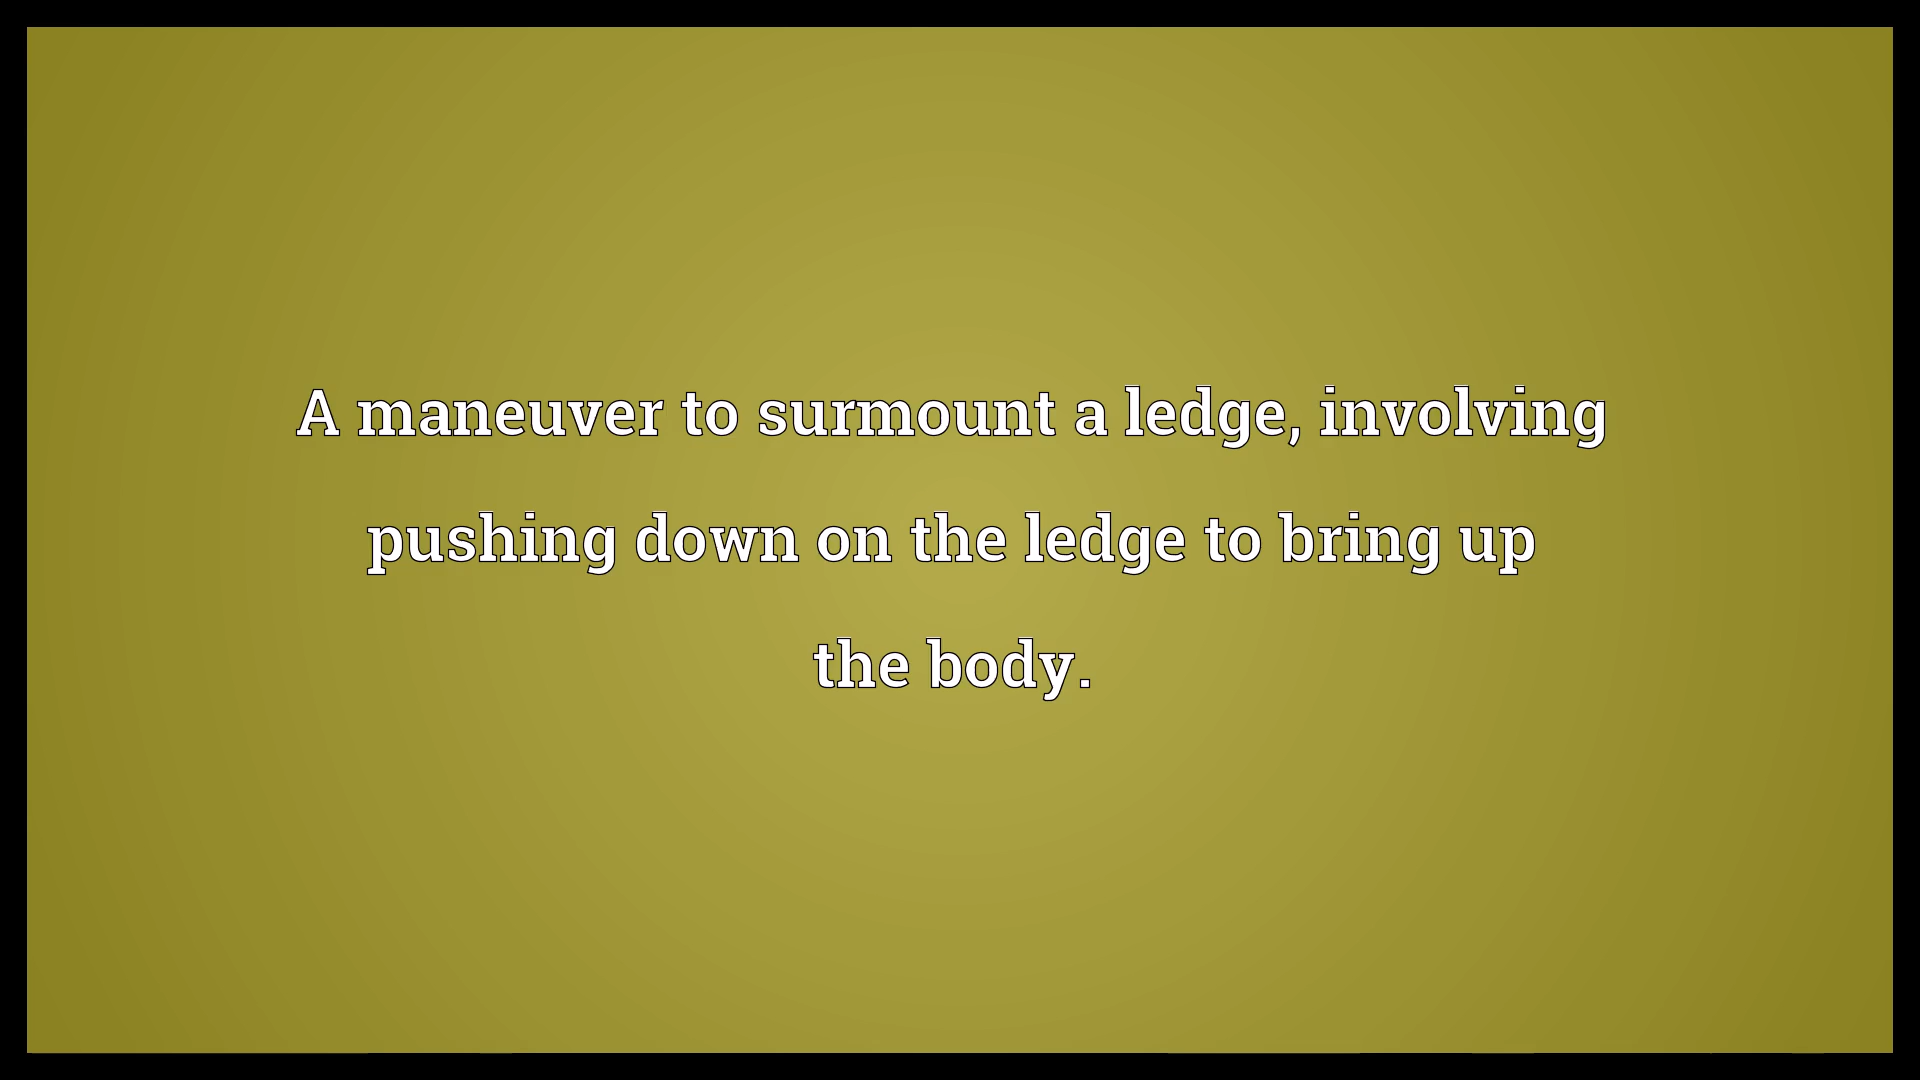 A maneuver to surmount a ledge, involving
pushing down on the ledge to bring up
the body.